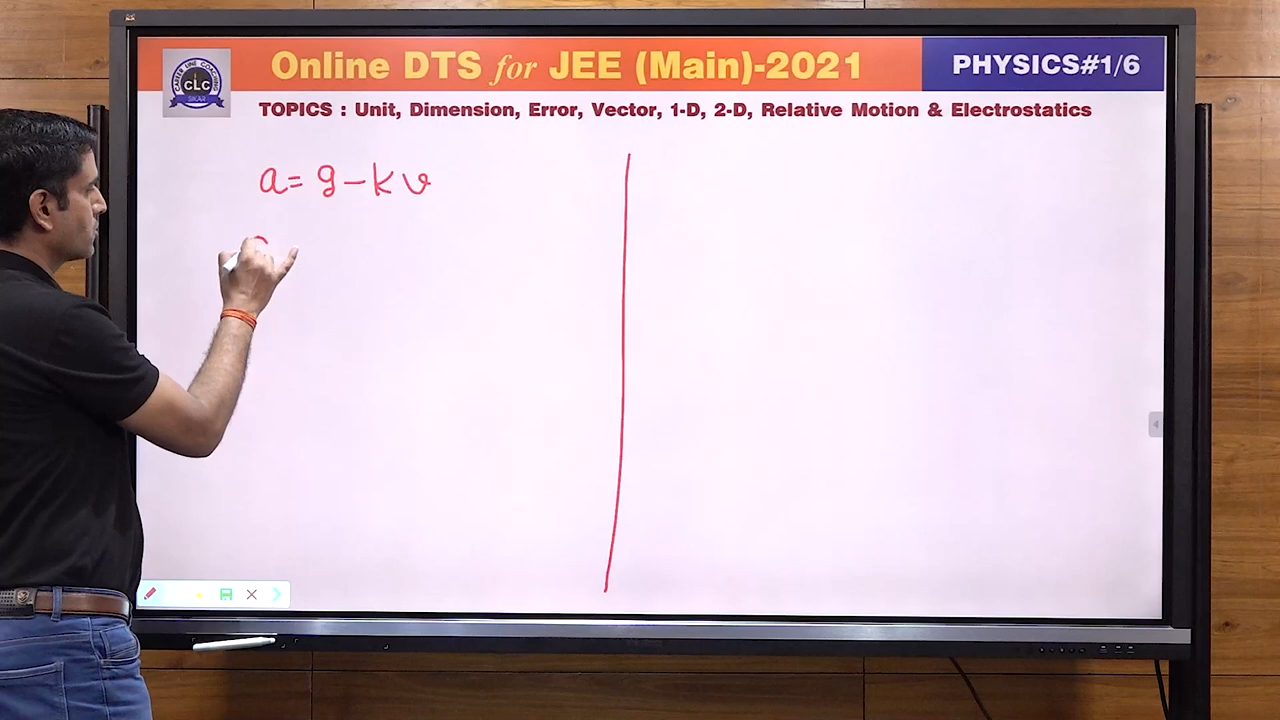 Online DTS for JEE (Main)-2021
PHYSICS#1/6
CLC
SIKAR
TOPICS : Unit, Dimension, Error, Vector, 1-D, 2-D, Relative Motion & Electrostatics
a = g - k v